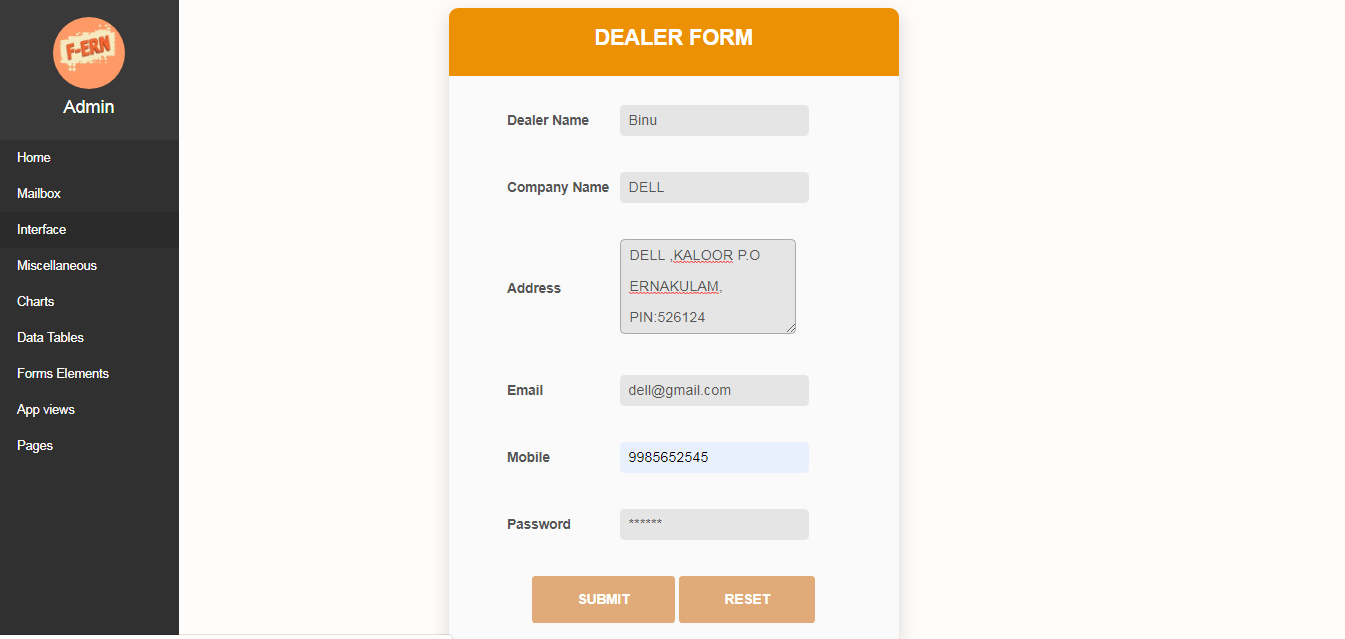 F-ERN
Admin
Home
Mailbox
Interface
Miscellaneous
Charts
Data Tables
Forms Elements
App views
Pages
DEALER FORM
Dealer Name Binu
Company Name DELL
Address
DELL ,KALOOR P.O
ERNAKULAM,
PIN:526124
Email dell@gmail.com
Mobile 9985652545
Password ******
SUBMIT RESET